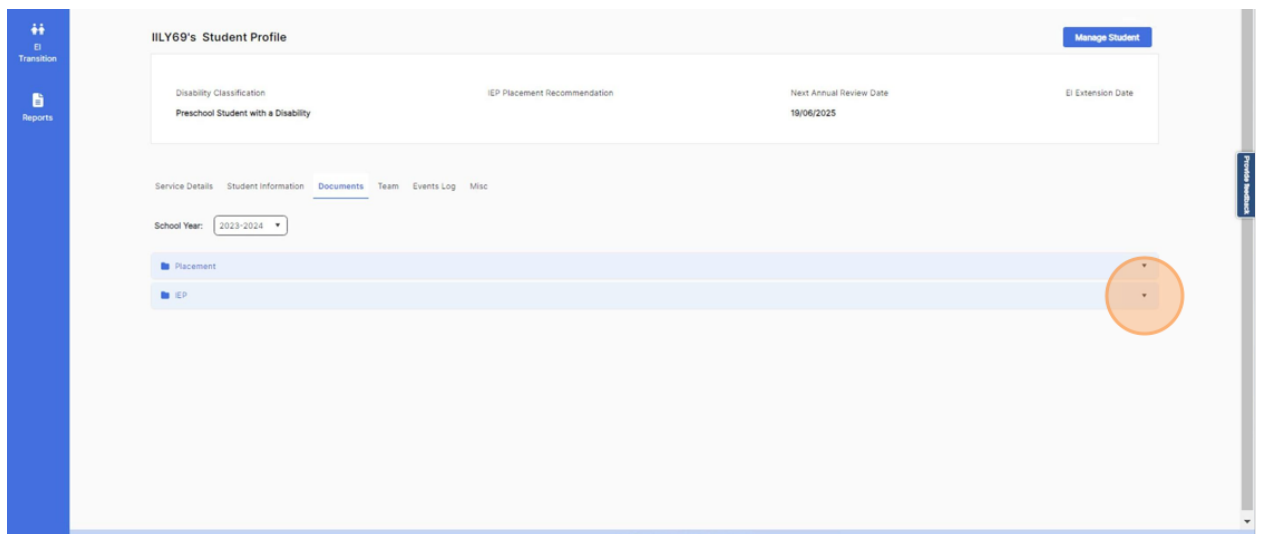 EI
Transition
Reports
IILY69's Student Profile
Manage Student
Disability Classification
IEP Placement Recommendation
Next Annual Review Date
EI Extension Date
Preschool Student with a Disability
19/06/2025
Service Details Student Information Documents Team Events Log Misc
School Year: 2023-2024
Placement
IEP
Provide feedback